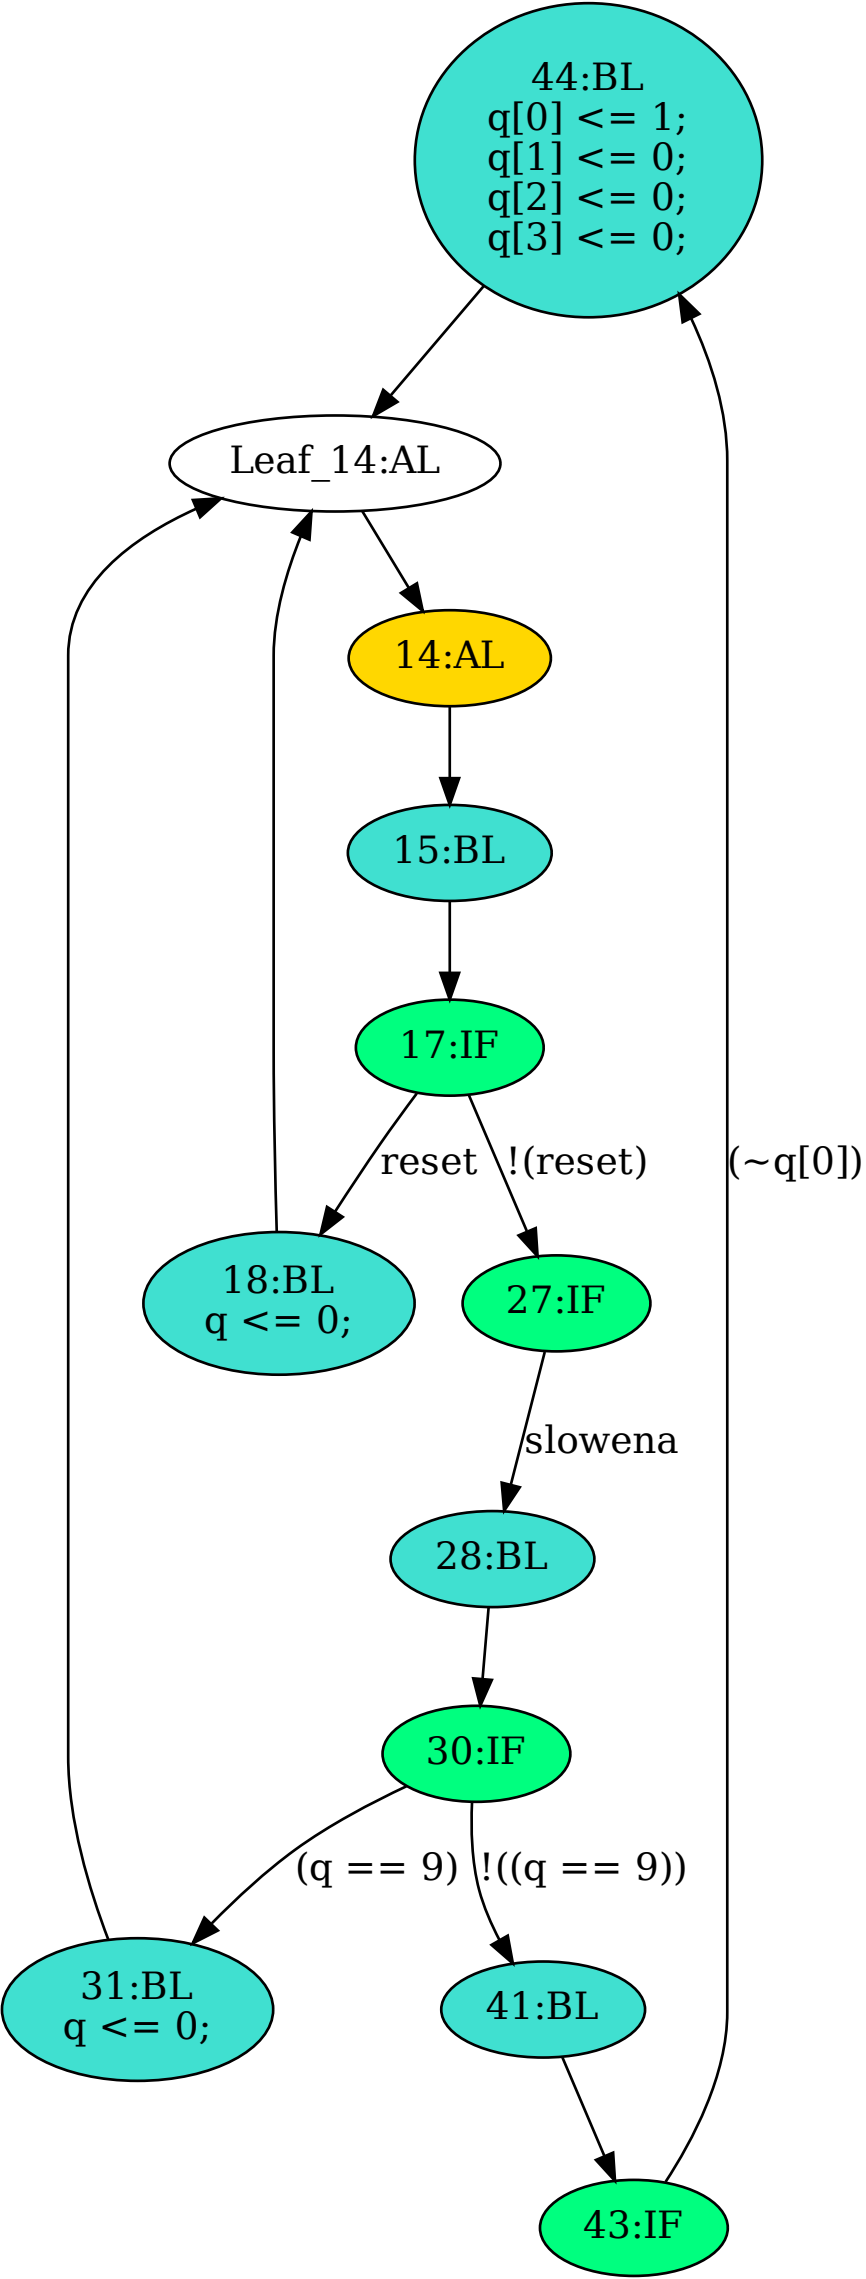 44:BL
q[0] <= 1;
q[1] <= 0;
q[2] <= 0;
q[3] <= 0;
Leaf_14:AL
14:AL
15:BL
17:IF
reset
!(reset)
(~q[0])
18:BL
q <= 0;
27:IF
slowena
28:BL
30:IF
(q == 9)
!((q == 9))
31:BL
q <= 0;
41:BL
43:IF